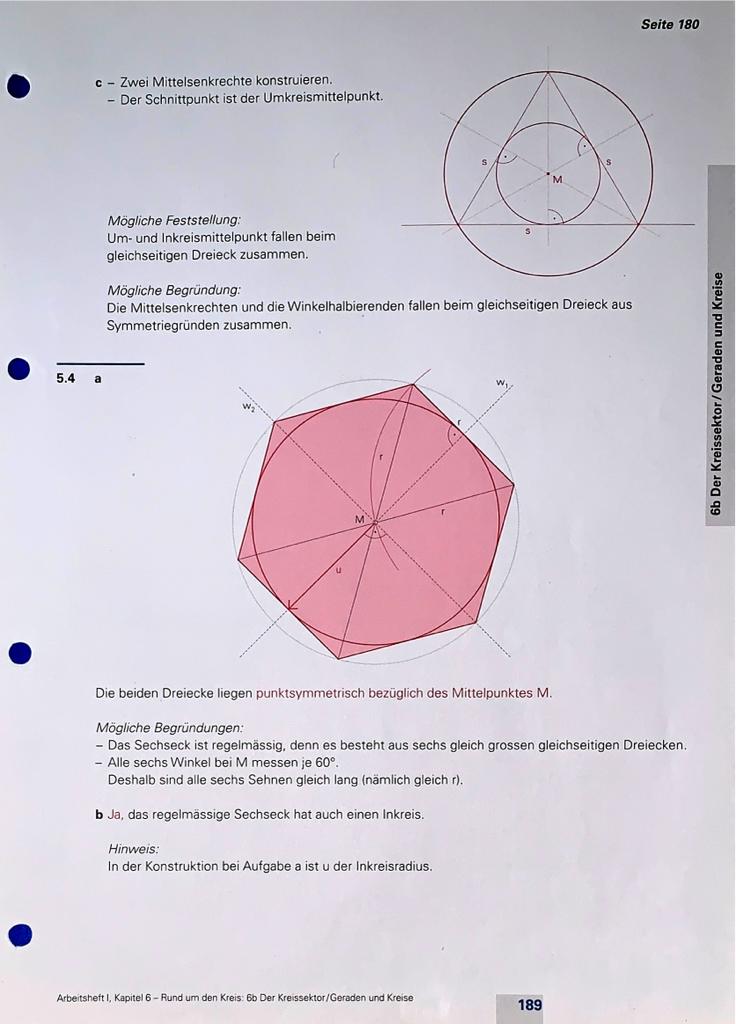 Seite 180
c – Zwei Mittelsenkrechte konstruieren.
– Der Schnittpunkt ist der Umkreismittelpunkt.
s
s
M
s
Mögliche Feststellung:
Um- und Inkreismittelpunkt fallen beim
gleichseitigen Dreieck zusammen.
Mögliche Begründung:
Die Mittelsenkrechten und die Winkelhalbierenden fallen beim gleichseitigen Dreieck aus
Symmetriegründen zusammen.
6b Der Kreissektor/Geraden und Kreise
5.4 a
w₂
w₁
r
r
r
M
u
Die beiden Dreiecke liegen punktsymmetrisch bezüglich des Mittelpunktes M.
Mögliche Begründungen:
– Das Sechseck ist regelmässig, denn es besteht aus sechs gleich grossen gleichseitigen Dreiecken.
– Alle sechs Winkel bei M messen je 60°.
Deshalb sind alle sechs Sehnen gleich lang (nämlich gleich r).
b Ja, das regelmässige Sechseck hat auch einen Inkreis.
Hinweis:
In der Konstruktion bei Aufgabe a ist u der Inkreisradius.
Arbeitsheft I, Kapitel 6 – Rund um den Kreis: 6b Der Kreissektor/Geraden und Kreise
189